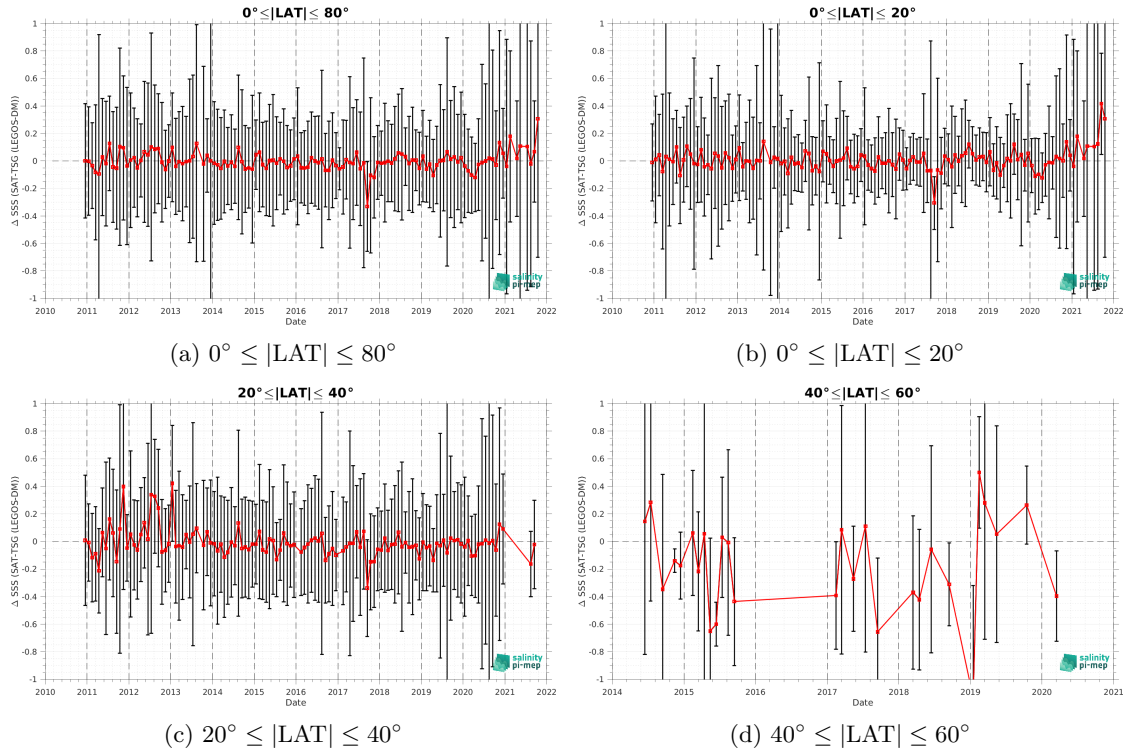 0°≤|LAT|≤ 80°
Δ SSS (SAT-TSG (LEGOS-DM))
1
0.8
0.6
0.4
0.2
0
-0.2
-0.4
-0.6
-0.8
-1
2010 2011 2012 2013 2014 2015 2016 2017 2018 2019 2020 2021 2022
Date
salinity
pi-mep
(a) 0° ≤ |LAT| ≤ 80°
0°≤|LAT|≤ 20°
Δ SSS (SAT-TSG (LEGOS-DM))
1
0.8
0.6
0.4
0.2
0
-0.2
-0.4
-0.6
-0.8
-1
2010 2011 2012 2013 2014 2015 2016 2017 2018 2019 2020 2021 2022
Date
salinity
pi-mep
(b) 0° ≤ |LAT| ≤ 20°
20°≤|LAT|≤ 40°
Δ SSS (SAT-TSG (LEGOS-DM))
1
0.8
0.6
0.4
0.2
0
-0.2
-0.4
-0.6
-0.8
-1
2010 2011 2012 2013 2014 2015 2016 2017 2018 2019 2020 2021 2022
Date
salinity
pi-mep
(c) 20° ≤ |LAT| ≤ 40°
40°≤|LAT|≤ 60°
Δ SSS (SAT-TSG (LEGOS-DM))
1
0.8
0.6
0.4
0.2
0
-0.2
-0.4
-0.6
-0.8
-1
2014 2015 2016 2017 2018 2019 2020 2021
Date
salinity
pi-mep
(d) 40° ≤ |LAT| ≤ 60°